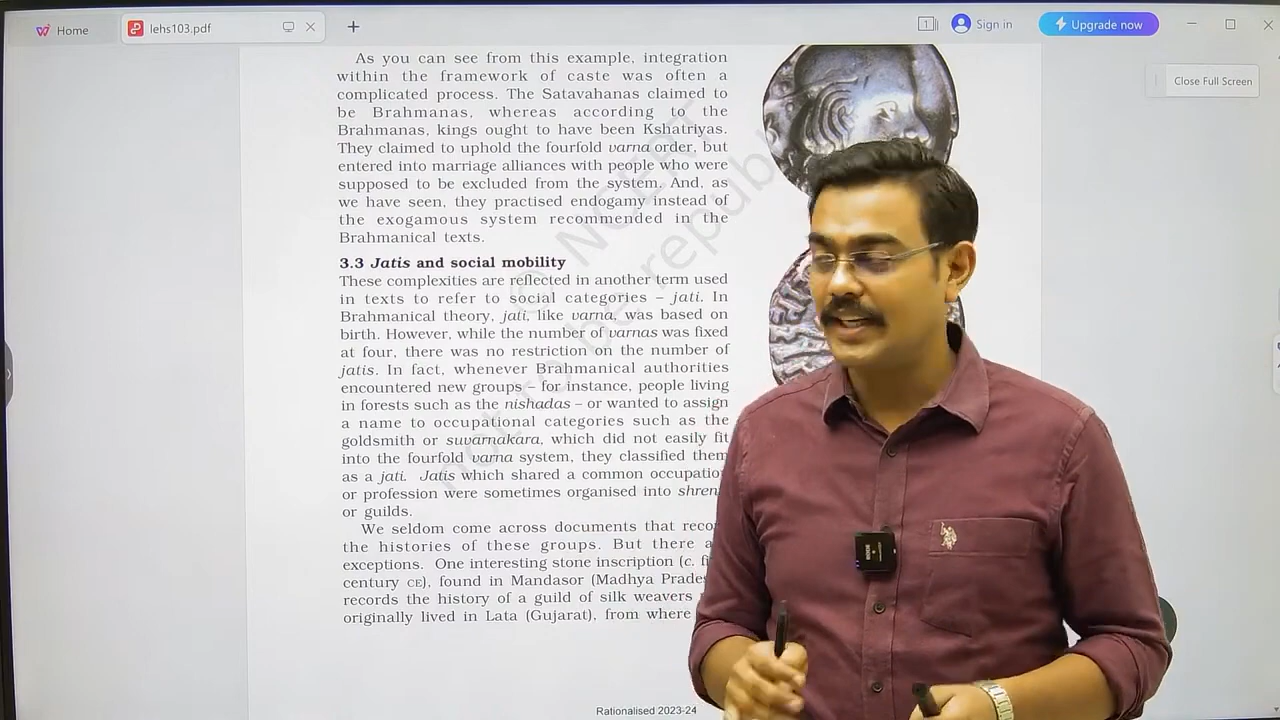 Home
lehs103.pdf
1
Sign in
Upgrade now
Close Full Screen
As you can see from this example, integration
within the framework of caste was often a
complicated process. The Satavahanas claimed to
be Brahmanas, whereas according to the
Brahmanas, kings ought to have been Kshatriyas.
They claimed to uphold the fourfold varna order, but
entered into marriage alliances with people who were
supposed to be excluded from the system. And, as
we have seen, they practised endogamy instead of
the exogamous system recommended in the
Brahmanical texts.
3.3 Jatis and social mobility
These complexities are reflected in another term used
in texts to refer to social categories – jati. In
Brahmanical theory, jati, like varna, was based on
birth. However, while the number of varnas was fixed
at four, there was no restriction on the number of
jatis. In fact, whenever Brahmanical authorities
encountered new groups – for instance, people living
in forests such as the nishadas – or wanted to assign
a name to occupational categories such as the
goldsmith or suvarnakara, which did not easily fit
into the fourfold varna system, they classified them
as a jati. Jatis which shared a common occupation
or profession were sometimes organised into
or guilds.
We seldom come across documents that
the histories of these groups. But there
exceptions. One interesting stone inscription (c.
century CE), found in Mandasor (Madhya
records the history of a guild of silk weavers
originally lived in Lata (Gujarat), from where
Rationalised 2023-24
© NCERT
not to be republ